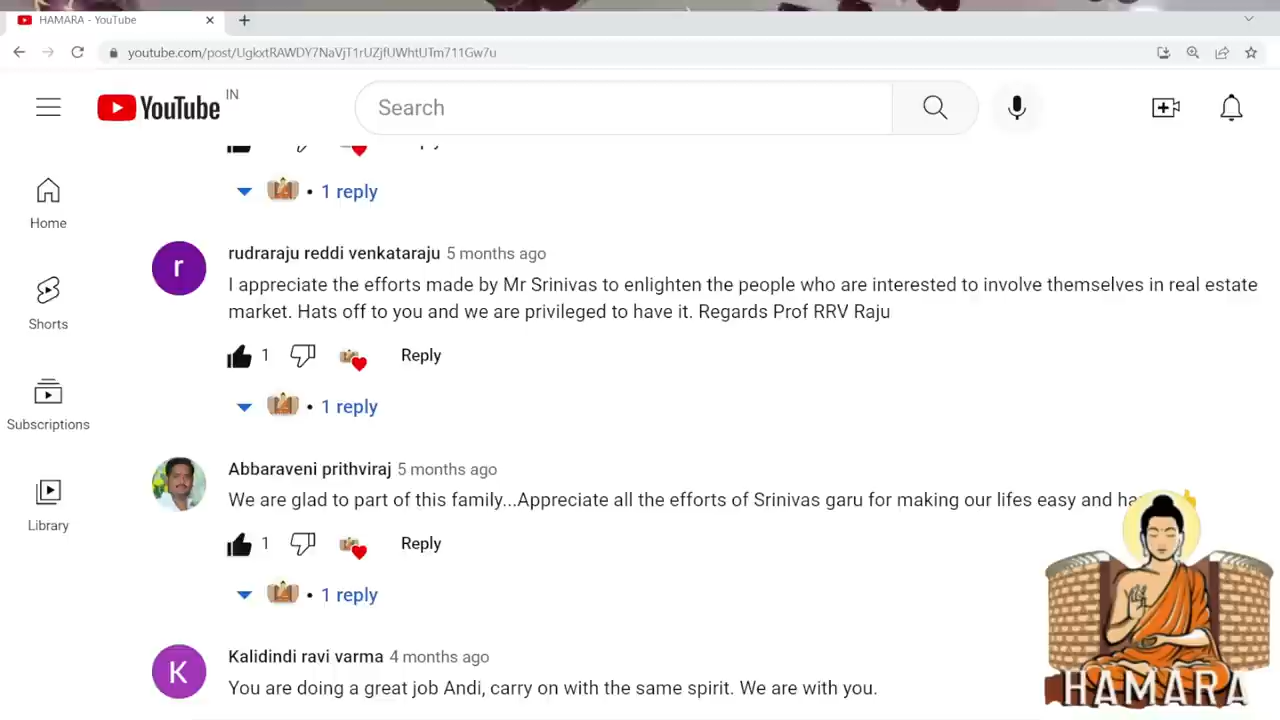 HAMARA - YouTube
youtube.com/post/UgkxtRAWDY7NaVjT1rUZjfUWhtUTm711Gw7u
YouTube IN
Search
Home
Shorts
Subscriptions
Library
1 reply
rudraraju reddi venkataraju 5 months ago
I appreciate the efforts made by Mr Srinivas to enlighten the people who are interested to involve themselves in real estate
market. Hats off to you and we are privileged to have it. Regards Prof RRV Raju
1
Reply
1 reply
Abbaraveni prithviraj 5 months ago
We are glad to part of this family...Appreciate all the efforts of Srinivas garu for making our lifes easy and
1
Reply
1 reply
K
Kalidindi ravi varma 4 months ago
You are doing a great job Andi, carry on with the same spirit. We are with you.
r
HAMARA